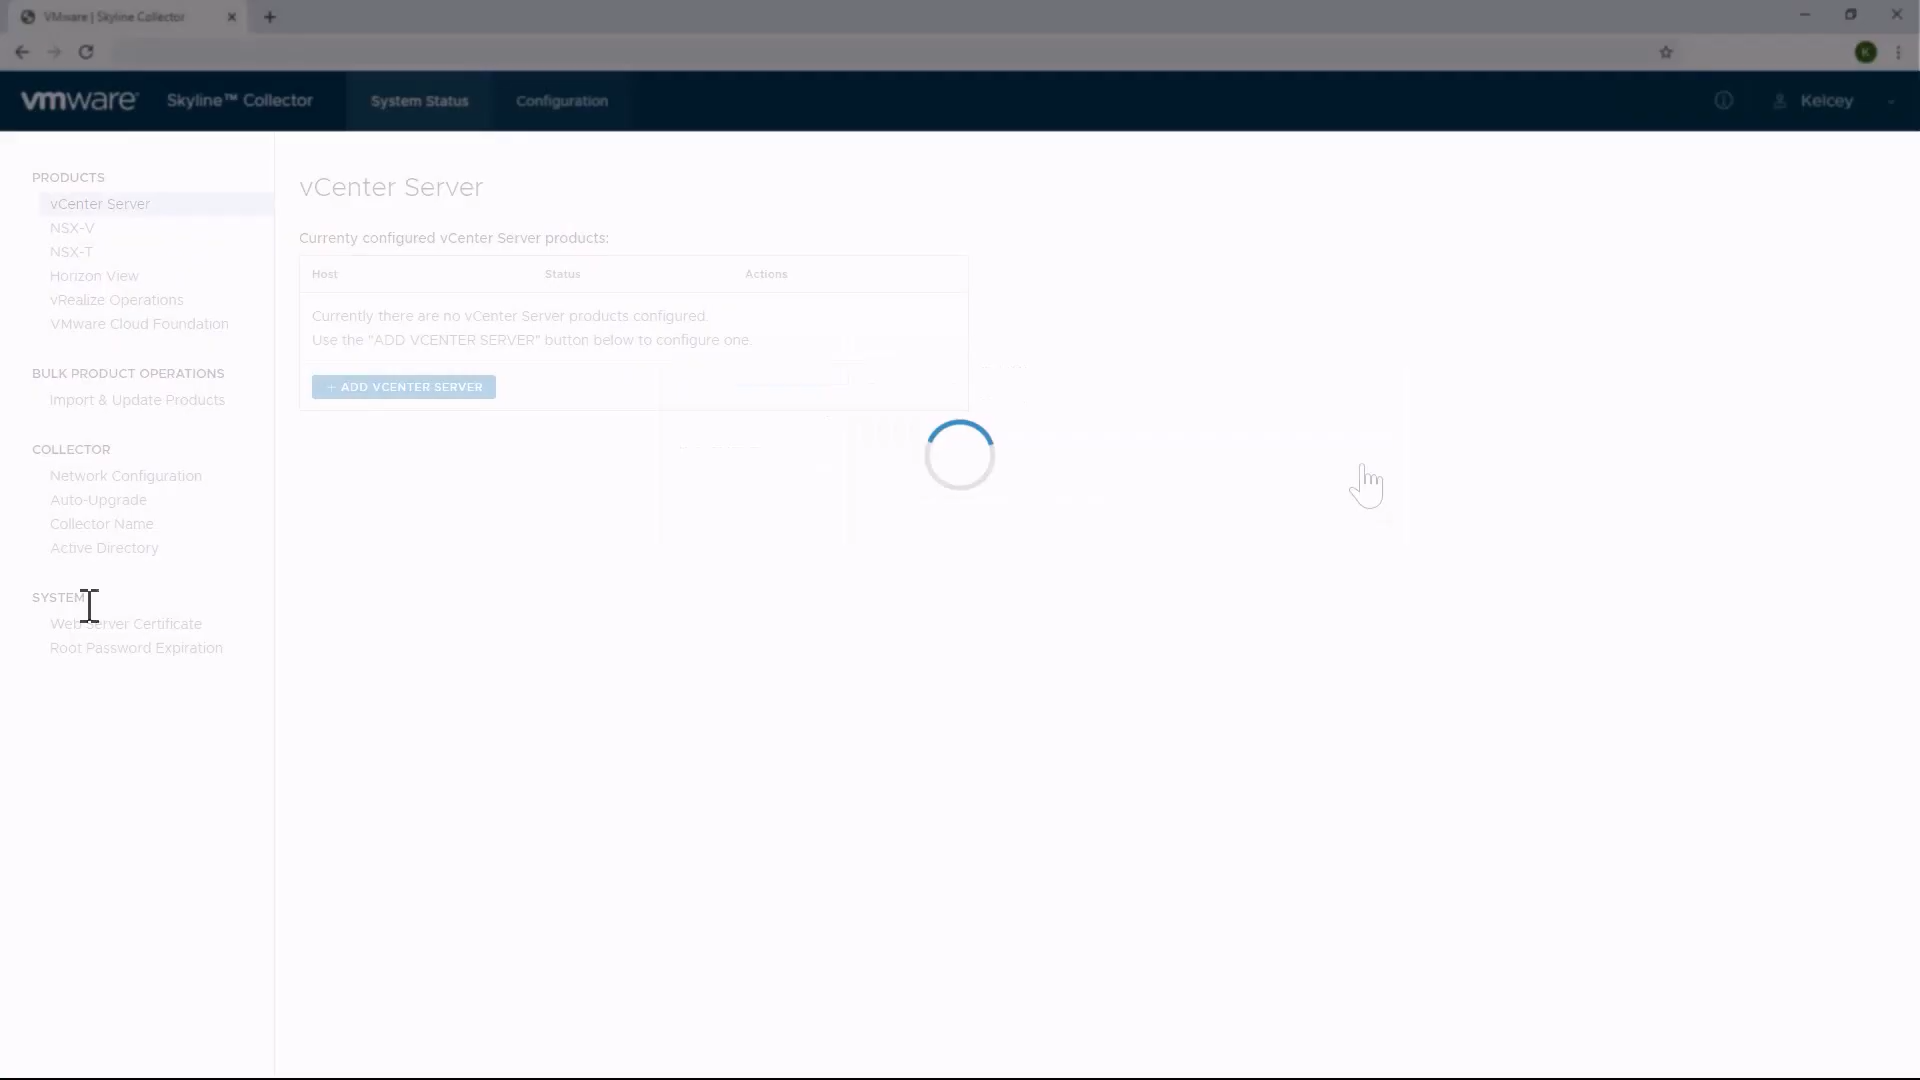 VMware | Skyline Collector
K
vmware Skyline™ Collector System Status Configuration Kelcey
PRODUCTS
vCenter Server
NSX-V
NSX-T
Horizon View
vRealize Operations
VMware Cloud Foundation
BULK PRODUCT OPERATIONS
Import & Update Products
COLLECTOR
Network Configuration
Auto-Upgrade
Collector Name
Active Directory
SYSTEM
Web Server Certificate
Root Password Expiration
vCenter Server
Currenty configured vCenter Server products:
Host Status Actions
Currently there are no vCenter Server products configured.
Use the "ADD VCENTER SERVER" button below to configure one.
+ ADD VCENTER SERVER